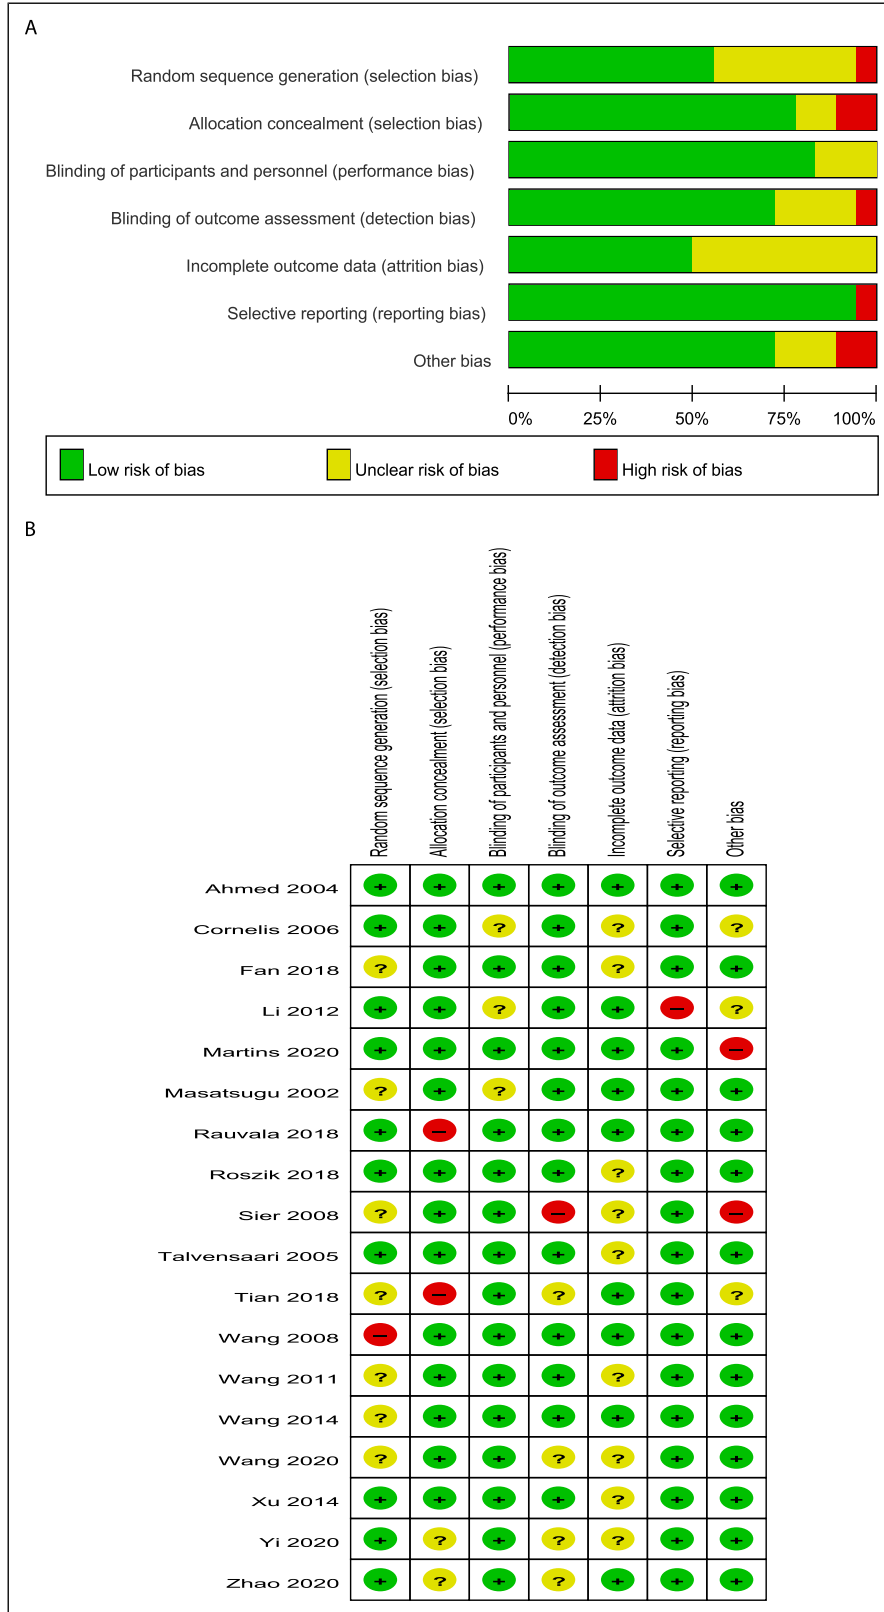 A
Random sequence generation (selection bias)
Allocation concealment (selection bias)
Blinding of participants and personnel (performance bias)
Blinding of outcome assessment (detection bias)
Incomplete outcome data (attrition bias)
Selective reporting (reporting bias)
Other bias
0% 25% 50% 75% 100%
Low risk of bias Unclear risk of bias High risk of bias
B
Random sequence generation (selection bias)
Allocation concealment (selection bias)
Blinding of participants and personnel (performance bias)
Blinding of outcome assessment (detection bias)
Incomplete outcome data (attrition bias)
Selective reporting (reporting bias)
Other bias
Ahmed 2004 + + + + + + +
Cornelis 2006 + + ? + ? + ?
Fan 2018 ? + + + ? + +
Li 2012 + + ? + + − ?
Martins 2020 + + + + + + −
Masatsugu 2002 ? + ? + + + +
Rauvala 2018 + − + + + + +
Roszik 2018 + + + + ? + +
Sier 2008 ? + + − ? + −
Talvensaari 2005 + + + + ? + +
Tian 2018 ? − + ? + + ?
Wang 2008 − + + + + + +
Wang 2011 ? + + + ? + +
Wang 2014 ? + + + + + +
Wang 2020 ? + + ? ? + +
Xu 2014 + + + + ? + +
Yi 2020 + ? + ? ? + +
Zhao 2020 + ? + ? + + +